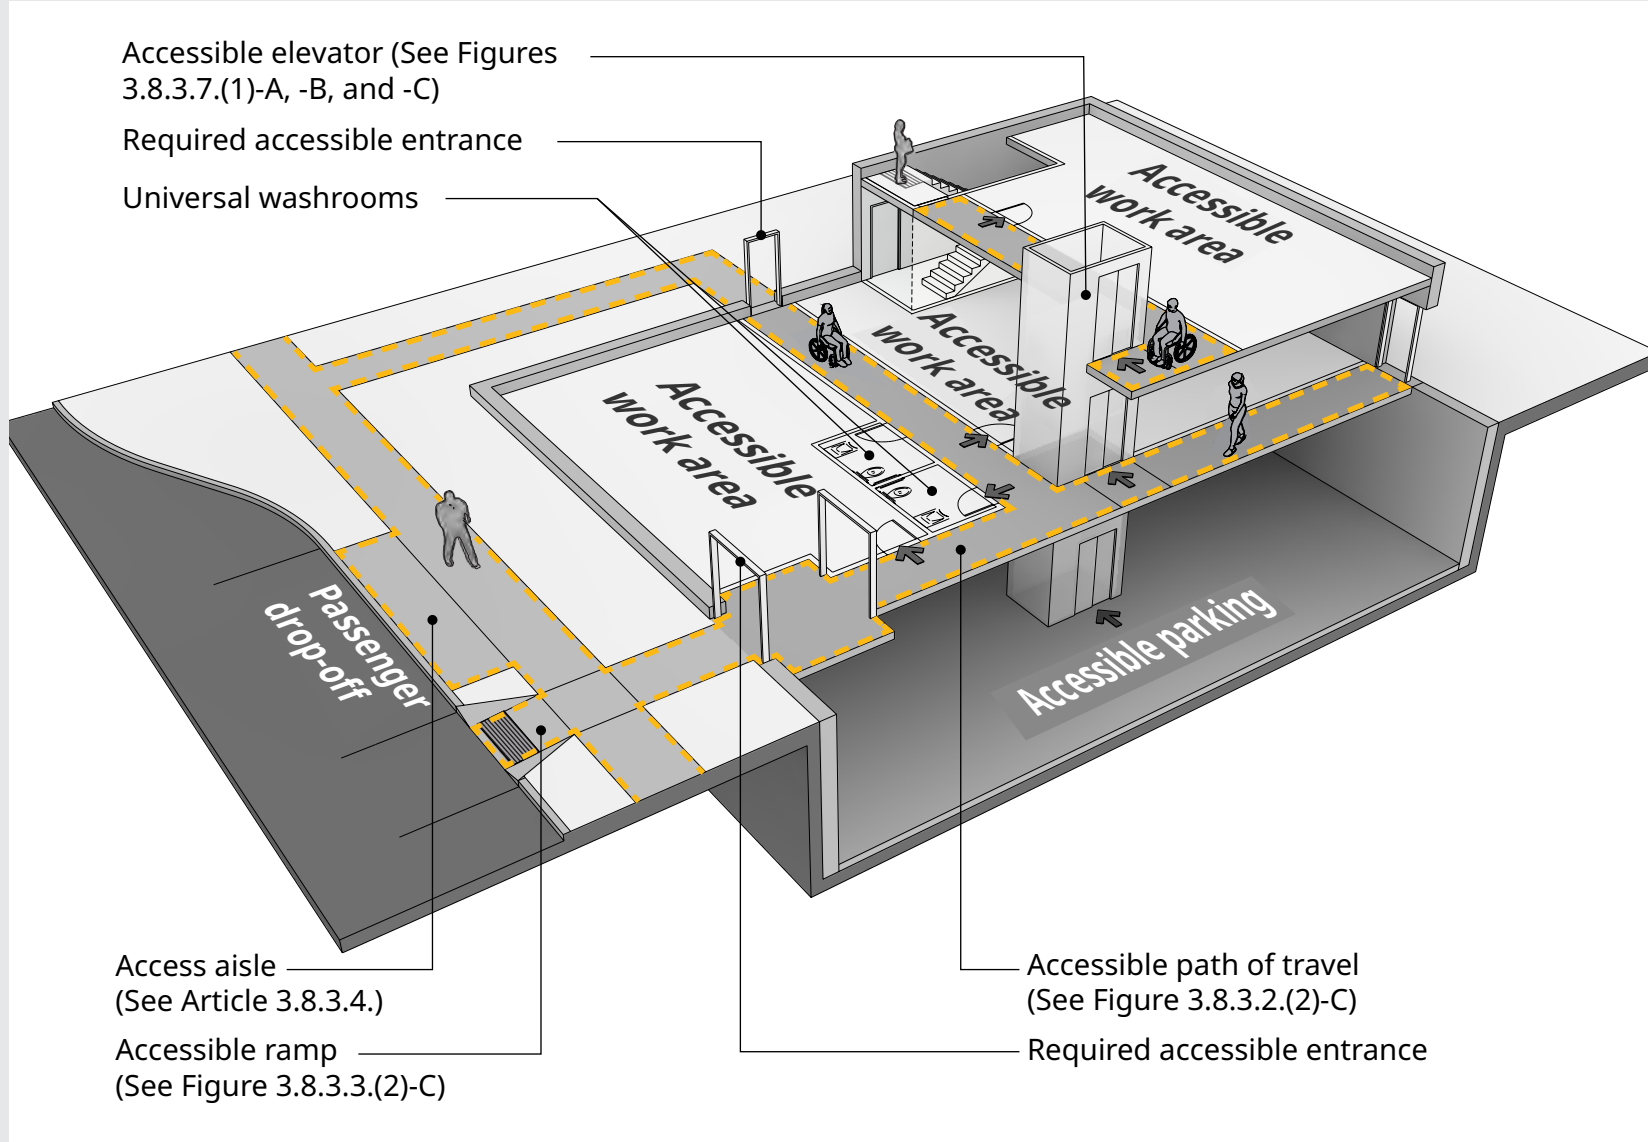 Accessible elevator (See Figures
3.8.3.7.(1)-A, -B, and -C)
Required accessible entrance
Universal washrooms
Accessible
work area
Accessible
work area
Accessible
work area
Passenger
drop-off
Accessible parking
Access aisle
(See Article 3.8.3.4.)
Accessible ramp
(See Figure 3.8.3.3.(2)-C)
Accessible path of travel
(See Figure 3.8.3.2.(2)-C)
Required accessible entrance